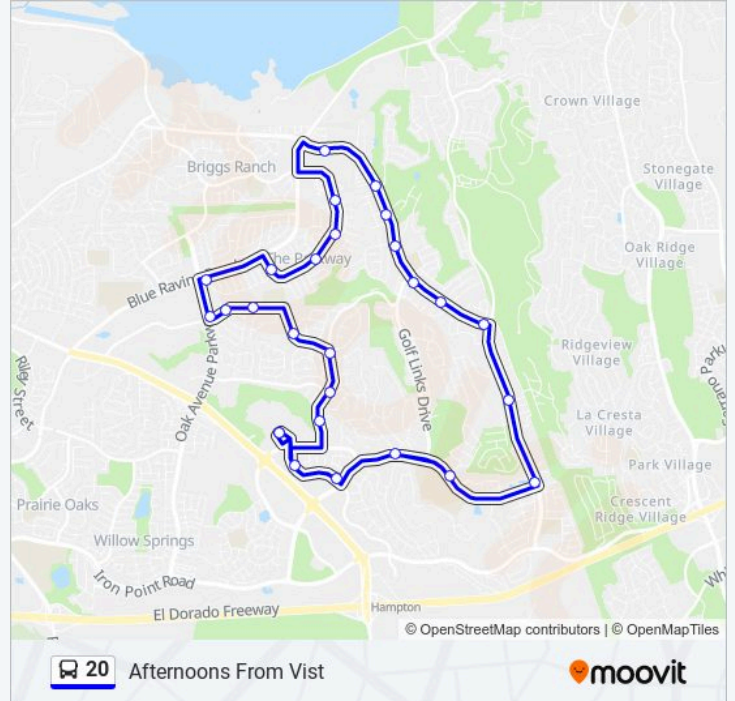 Crown Village
Briggs Ranch
Stonegate
Village
Oak Ridge
Village
The Parkway
Blue Ravin
Ridgeview
Village
Golf Links Drive
Riley Street
Oak Avenue Parkw
La Cresta
Village
Park Village
Prairie Oaks
Crescent
Ridge Village
Willow Springs
Iron Point Road
El Dorado Freeway
Hampton
© OpenStreetMap contributors | © OpenMapTiles
20 Afternoons From Vist
moovit